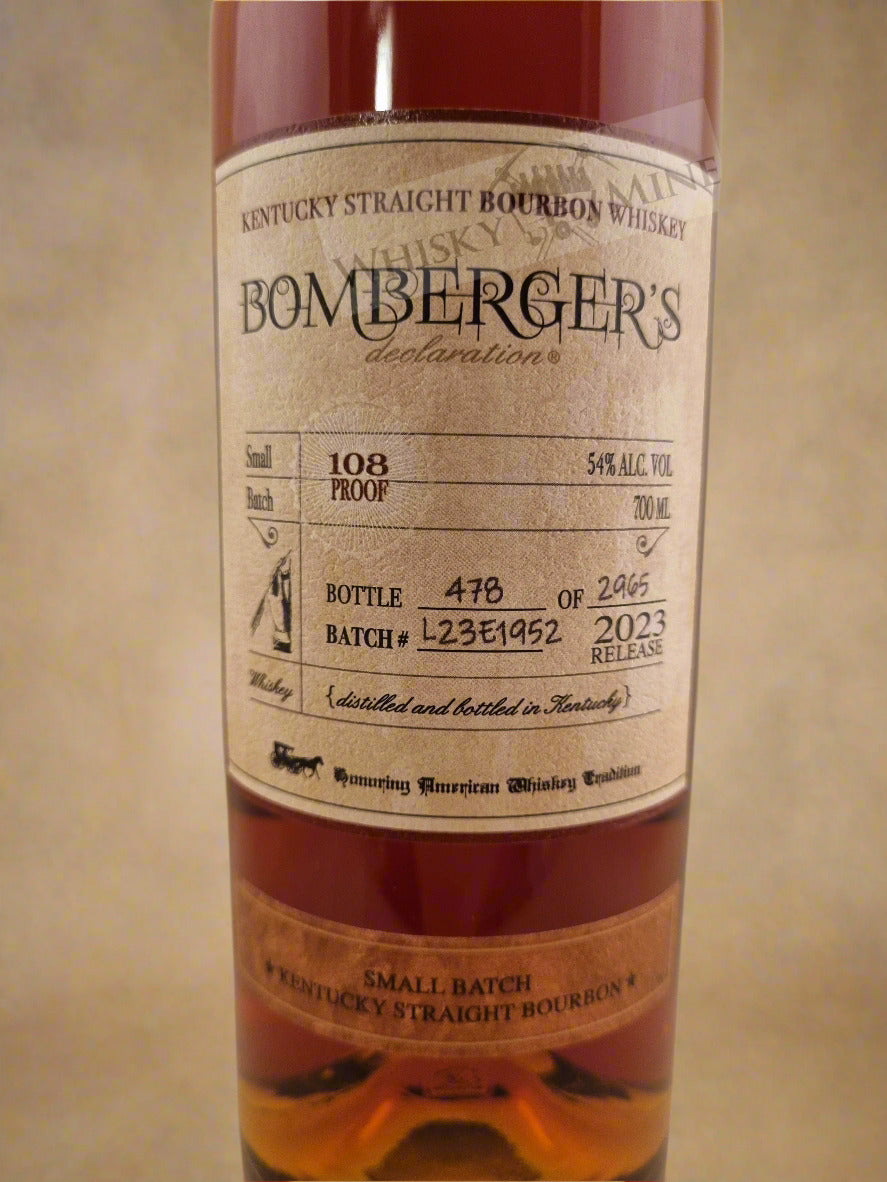 KENTUCKY STRAIGHT BOURBON WHISKEY
WHISKY MINE
BOMBERGER'S
declaration®
Small
Batch
108
PROOF
54% ALC. VOL
700 ML
BOTTLE 478 OF 2965
BATCH # L23E1952
2023
RELEASE
Whiskey
{distilled and bottled in Kentucky}
Honoring American Whiskey Tradition
SMALL BATCH
★ KENTUCKY STRAIGHT BOURBON ★